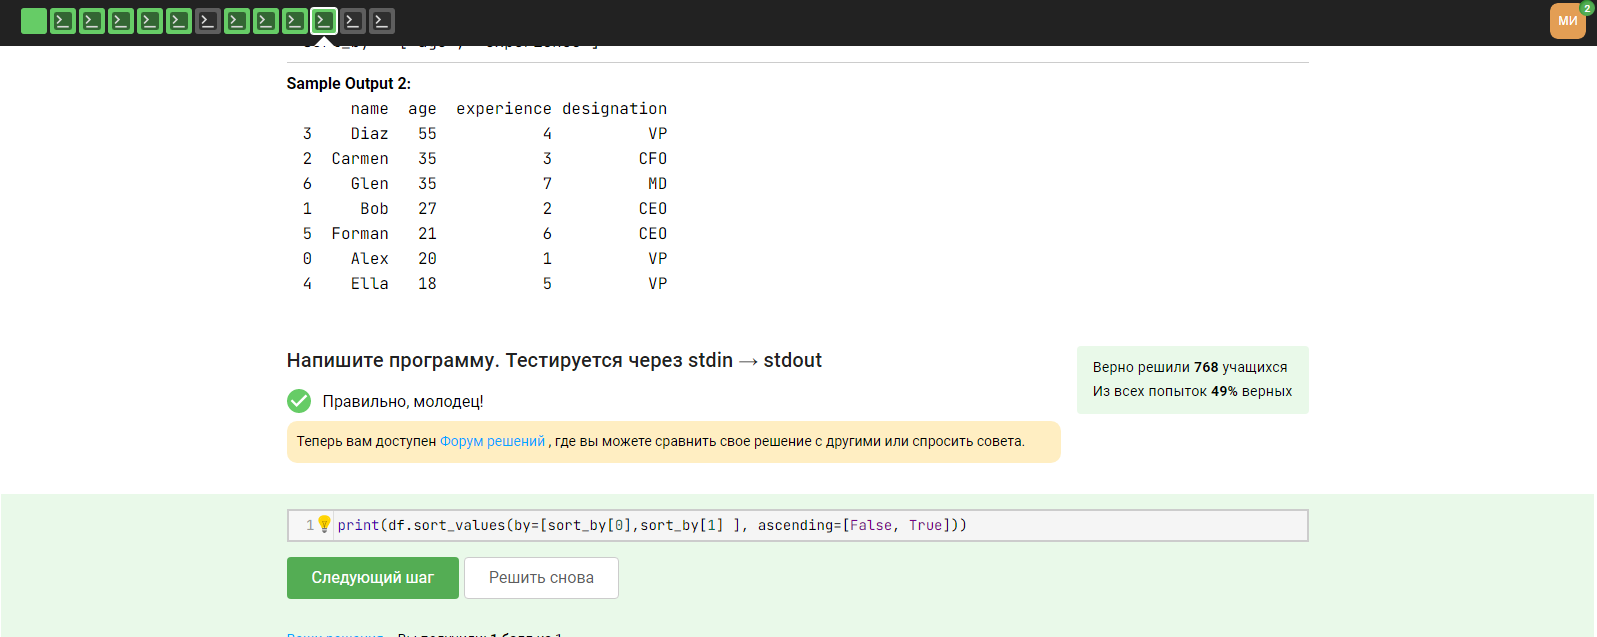 МИ
2
Sample Output 2:
name age experience designation
3 Diaz 55 4 VP
2 Carmen 35 3 CFO
6 Glen 35 7 MD
1 Bob 27 2 CEO
5 Forman 21 6 CEO
0 Alex 20 1 VP
4 Ella 18 5 VP
Напишите программу. Тестируется через stdin → stdout
Верно решили 768 учащихся
Из всех попыток 49% верных
Правильно, молодец!
Теперь вам доступен Форум решений , где вы можете сравнить свое решение с другими или спросить совета.
1 print(df.sort_values(by=[sort_by[0],sort_by[1] ], ascending=[False, True]))
Следующий шаг Решить снова